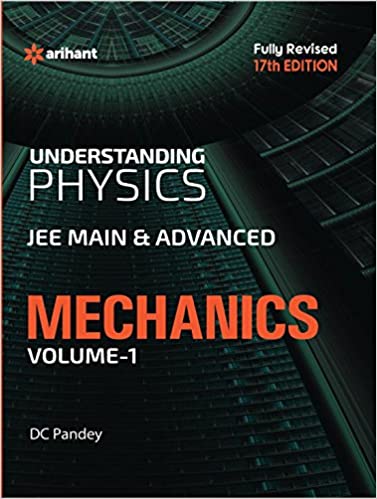 arihant
Fully Revised
17th EDITION
UNDERSTANDING
PHYSICS
JEE MAIN & ADVANCED
MECHANICS
VOLUME-1
DC Pandey